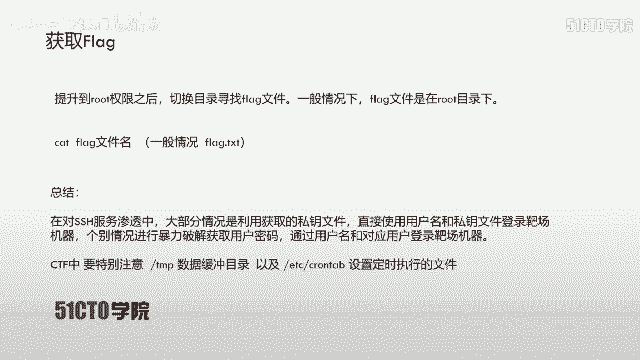 51CTO学院
获取Flag
提升到root权限之后，切换目录寻找flag文件。一般情况下，flag文件是在root目录下。
cat flag文件名 （一般情况 flag.txt）
总结：
在对SSH服务渗透中，大部分情况是利用获取的私钥文件，直接使用用户名和私钥文件登录靶场
机器，个别情况进行暴力破解获取用户密码，通过用户名和对应用户登录靶场机器。
CTF中 要特别注意 /tmp 数据缓冲目录 以及 /etc/crontab 设置定时执行的文件
51CTO学院